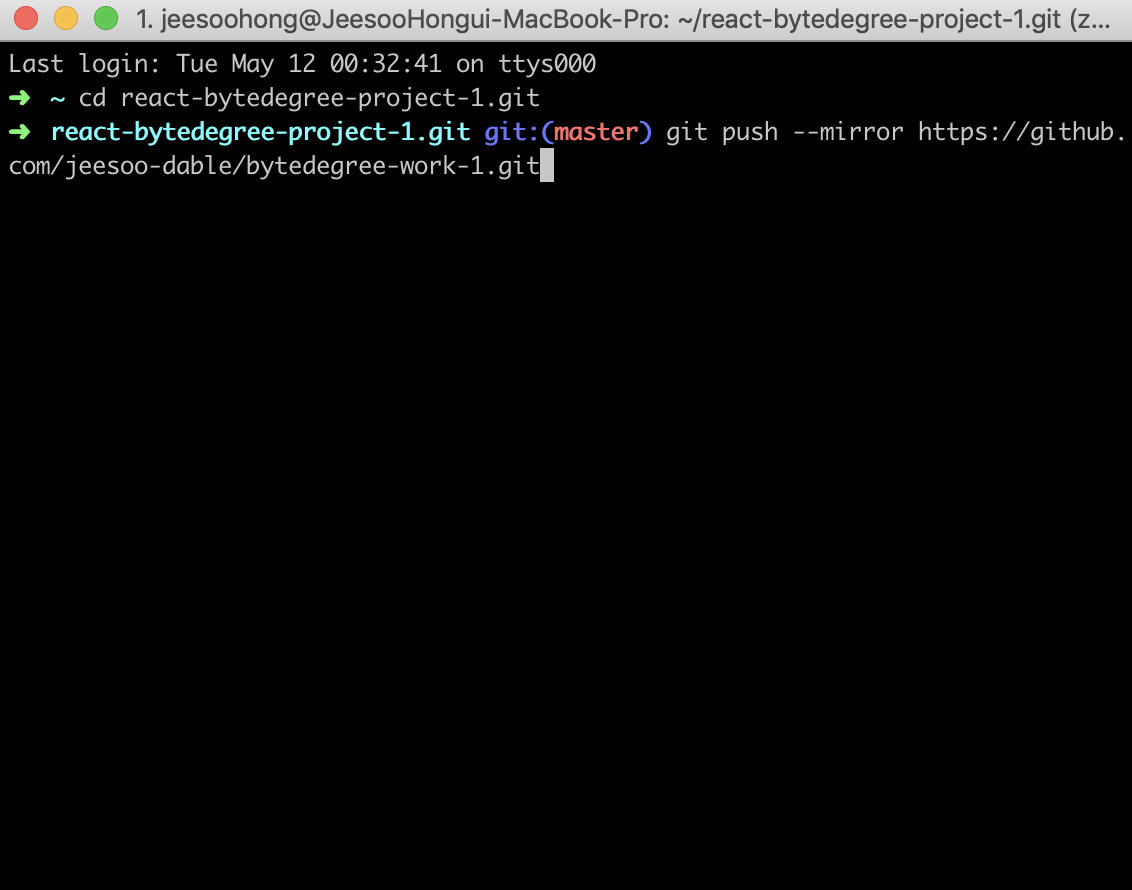 1. jeesoohong@JeesooHongui-MacBook-Pro: ~/react-bytedegree-project-1.git (z...
Last login: Tue May 12 00:32:41 on ttys000
➜ ~ cd react-bytedegree-project-1.git
➜ react-bytedegree-project-1.git git:(master) git push --mirror https://github.
com/jeesoo-dable/bytedegree-work-1.git